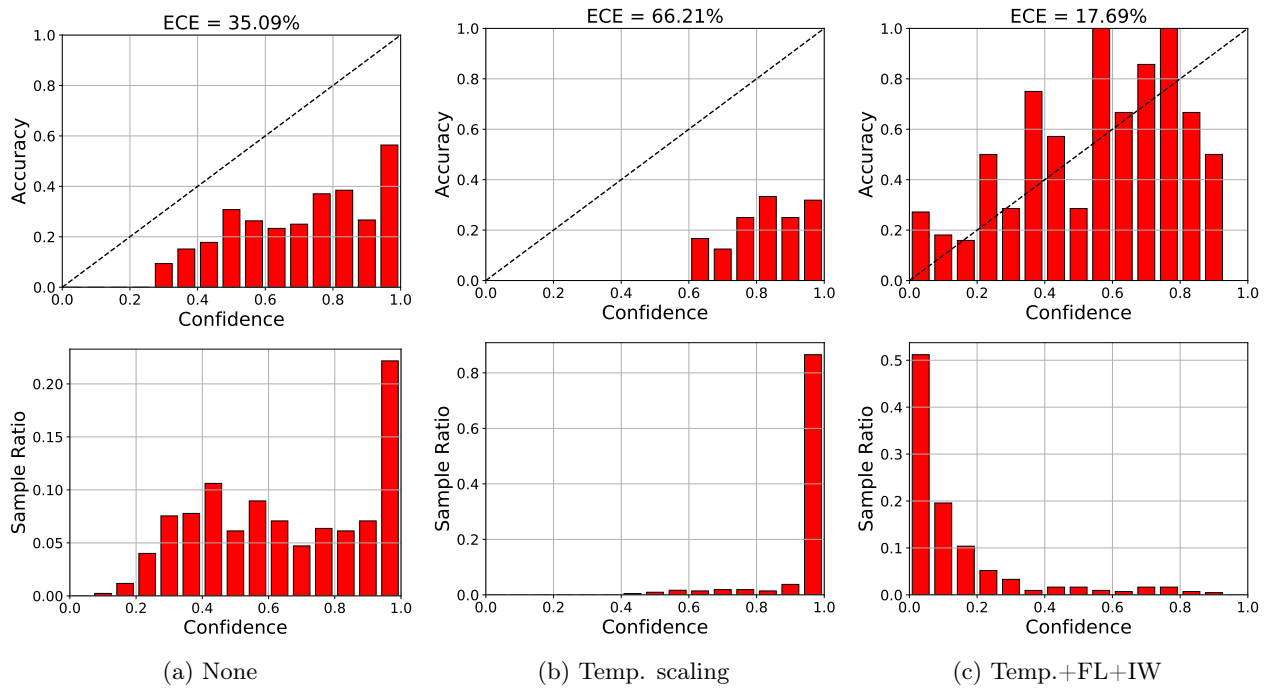 ECE = 35.09%
1.0
0.8
0.6
0.4
0.2
0.0
Accuracy
0.0 0.2 0.4 0.6 0.8 1.0
Confidence
ECE = 66.21%
1.0
0.8
0.6
0.4
0.2
0.0
Accuracy
0.0 0.2 0.4 0.6 0.8 1.0
Confidence
ECE = 17.69%
1.0
0.8
0.6
0.4
0.2
0.0
Accuracy
0.0 0.2 0.4 0.6 0.8 1.0
Confidence
0.20
0.15
0.10
0.05
0.00
Sample Ratio
0.0 0.2 0.4 0.6 0.8 1.0
Confidence
0.8
0.6
0.4
0.2
0.0
Sample Ratio
0.0 0.2 0.4 0.6 0.8 1.0
Confidence
0.5
0.4
0.3
0.2
0.1
0.0
Sample Ratio
0.0 0.2 0.4 0.6 0.8 1.0
Confidence
(a) None
(b) Temp. scaling
(c) Temp.+FL+IW